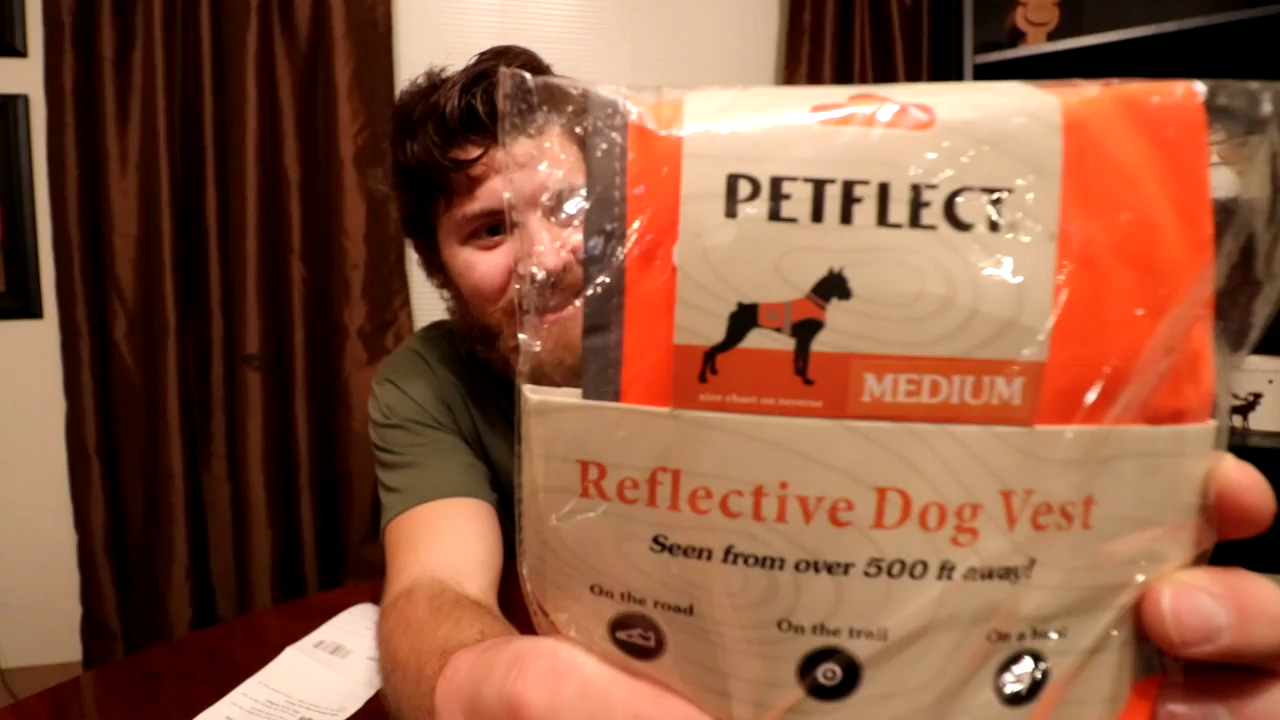 PETFLECT
MEDIUM
size chart on reverse
Reflective Dog Vest
Seen from over 500 ft away!
On the road
On the trail
On a